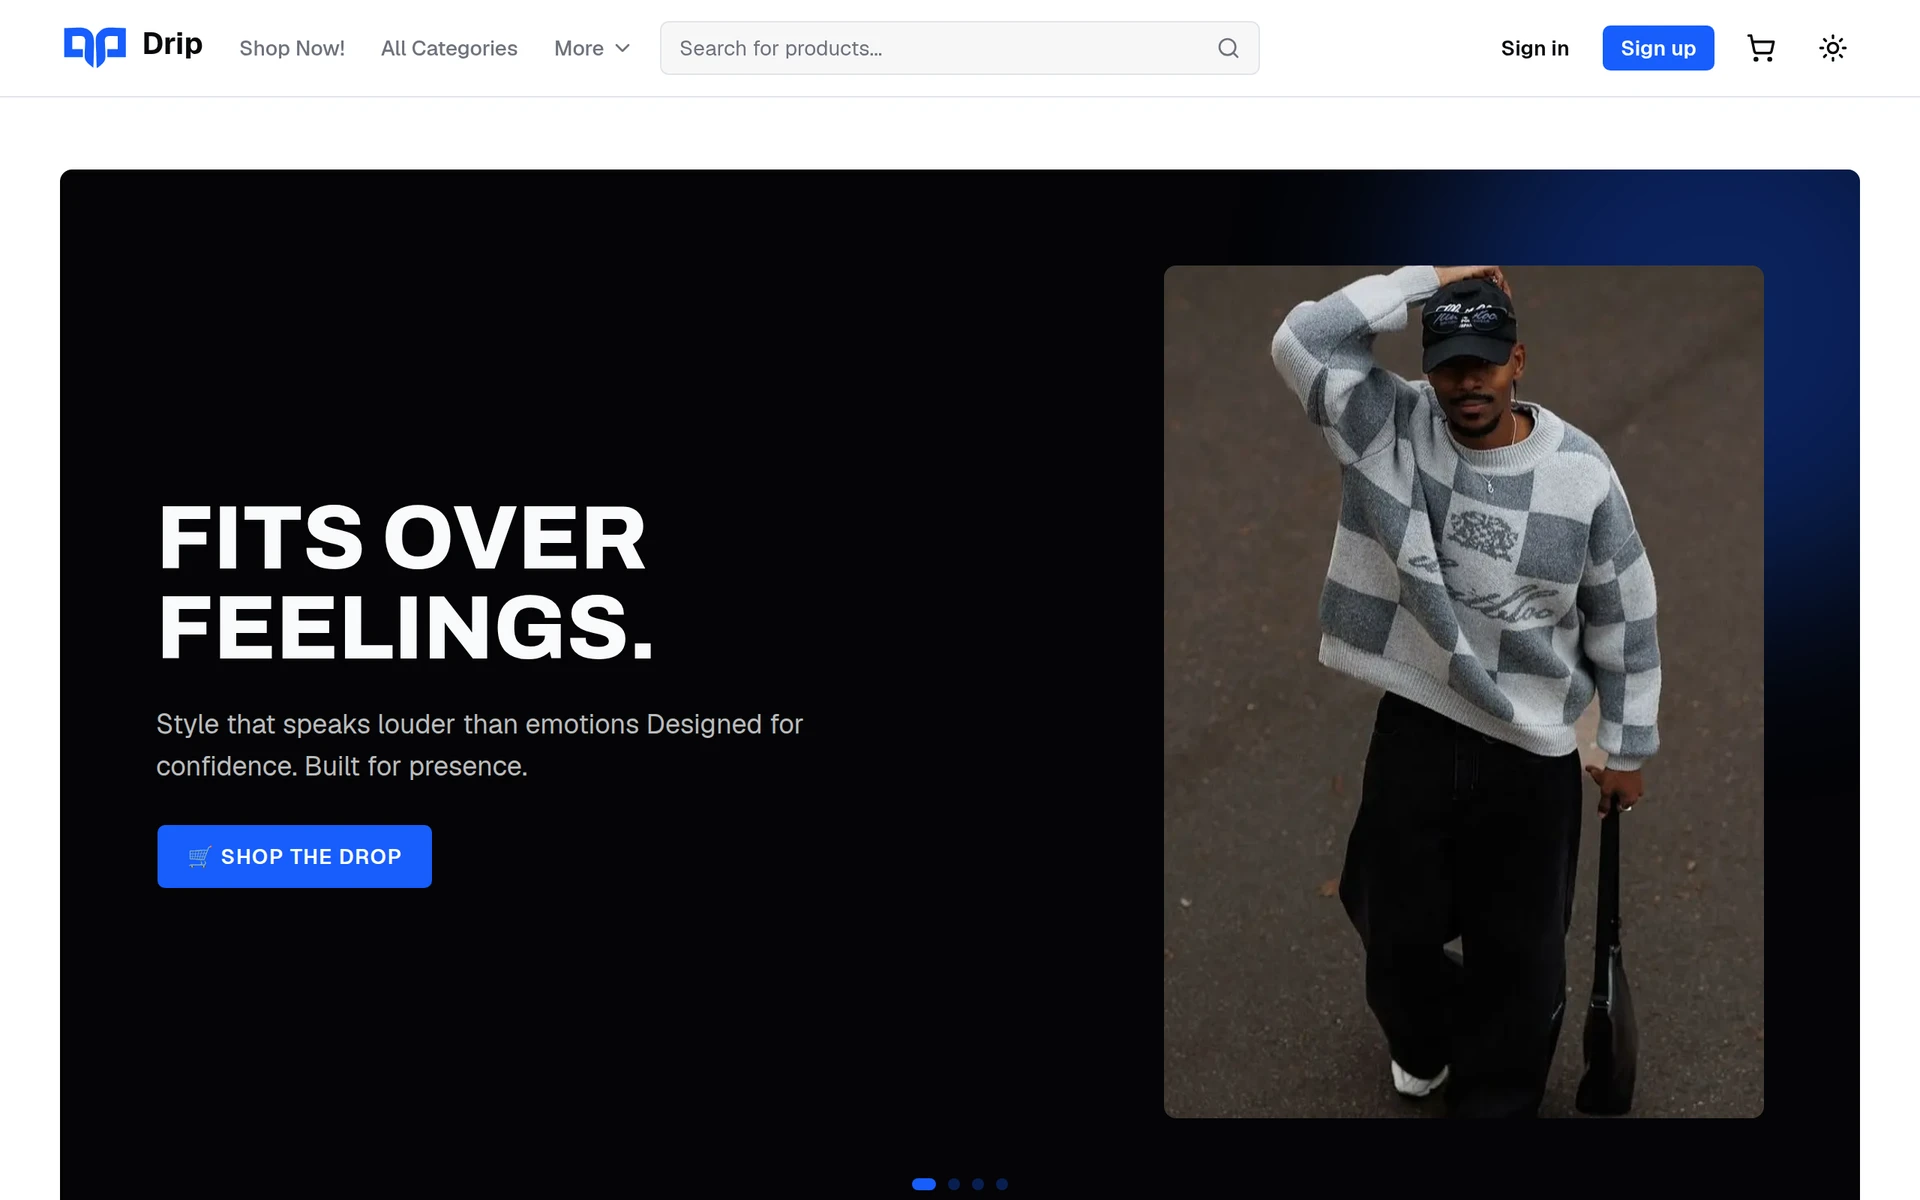 Drip
Shop Now!
All Categories
More
Search for products...
Sign in
Sign up
FITS OVER
FEELINGS.
Style that speaks louder than emotions Designed for
confidence. Built for presence.
🛒 SHOP THE DROP